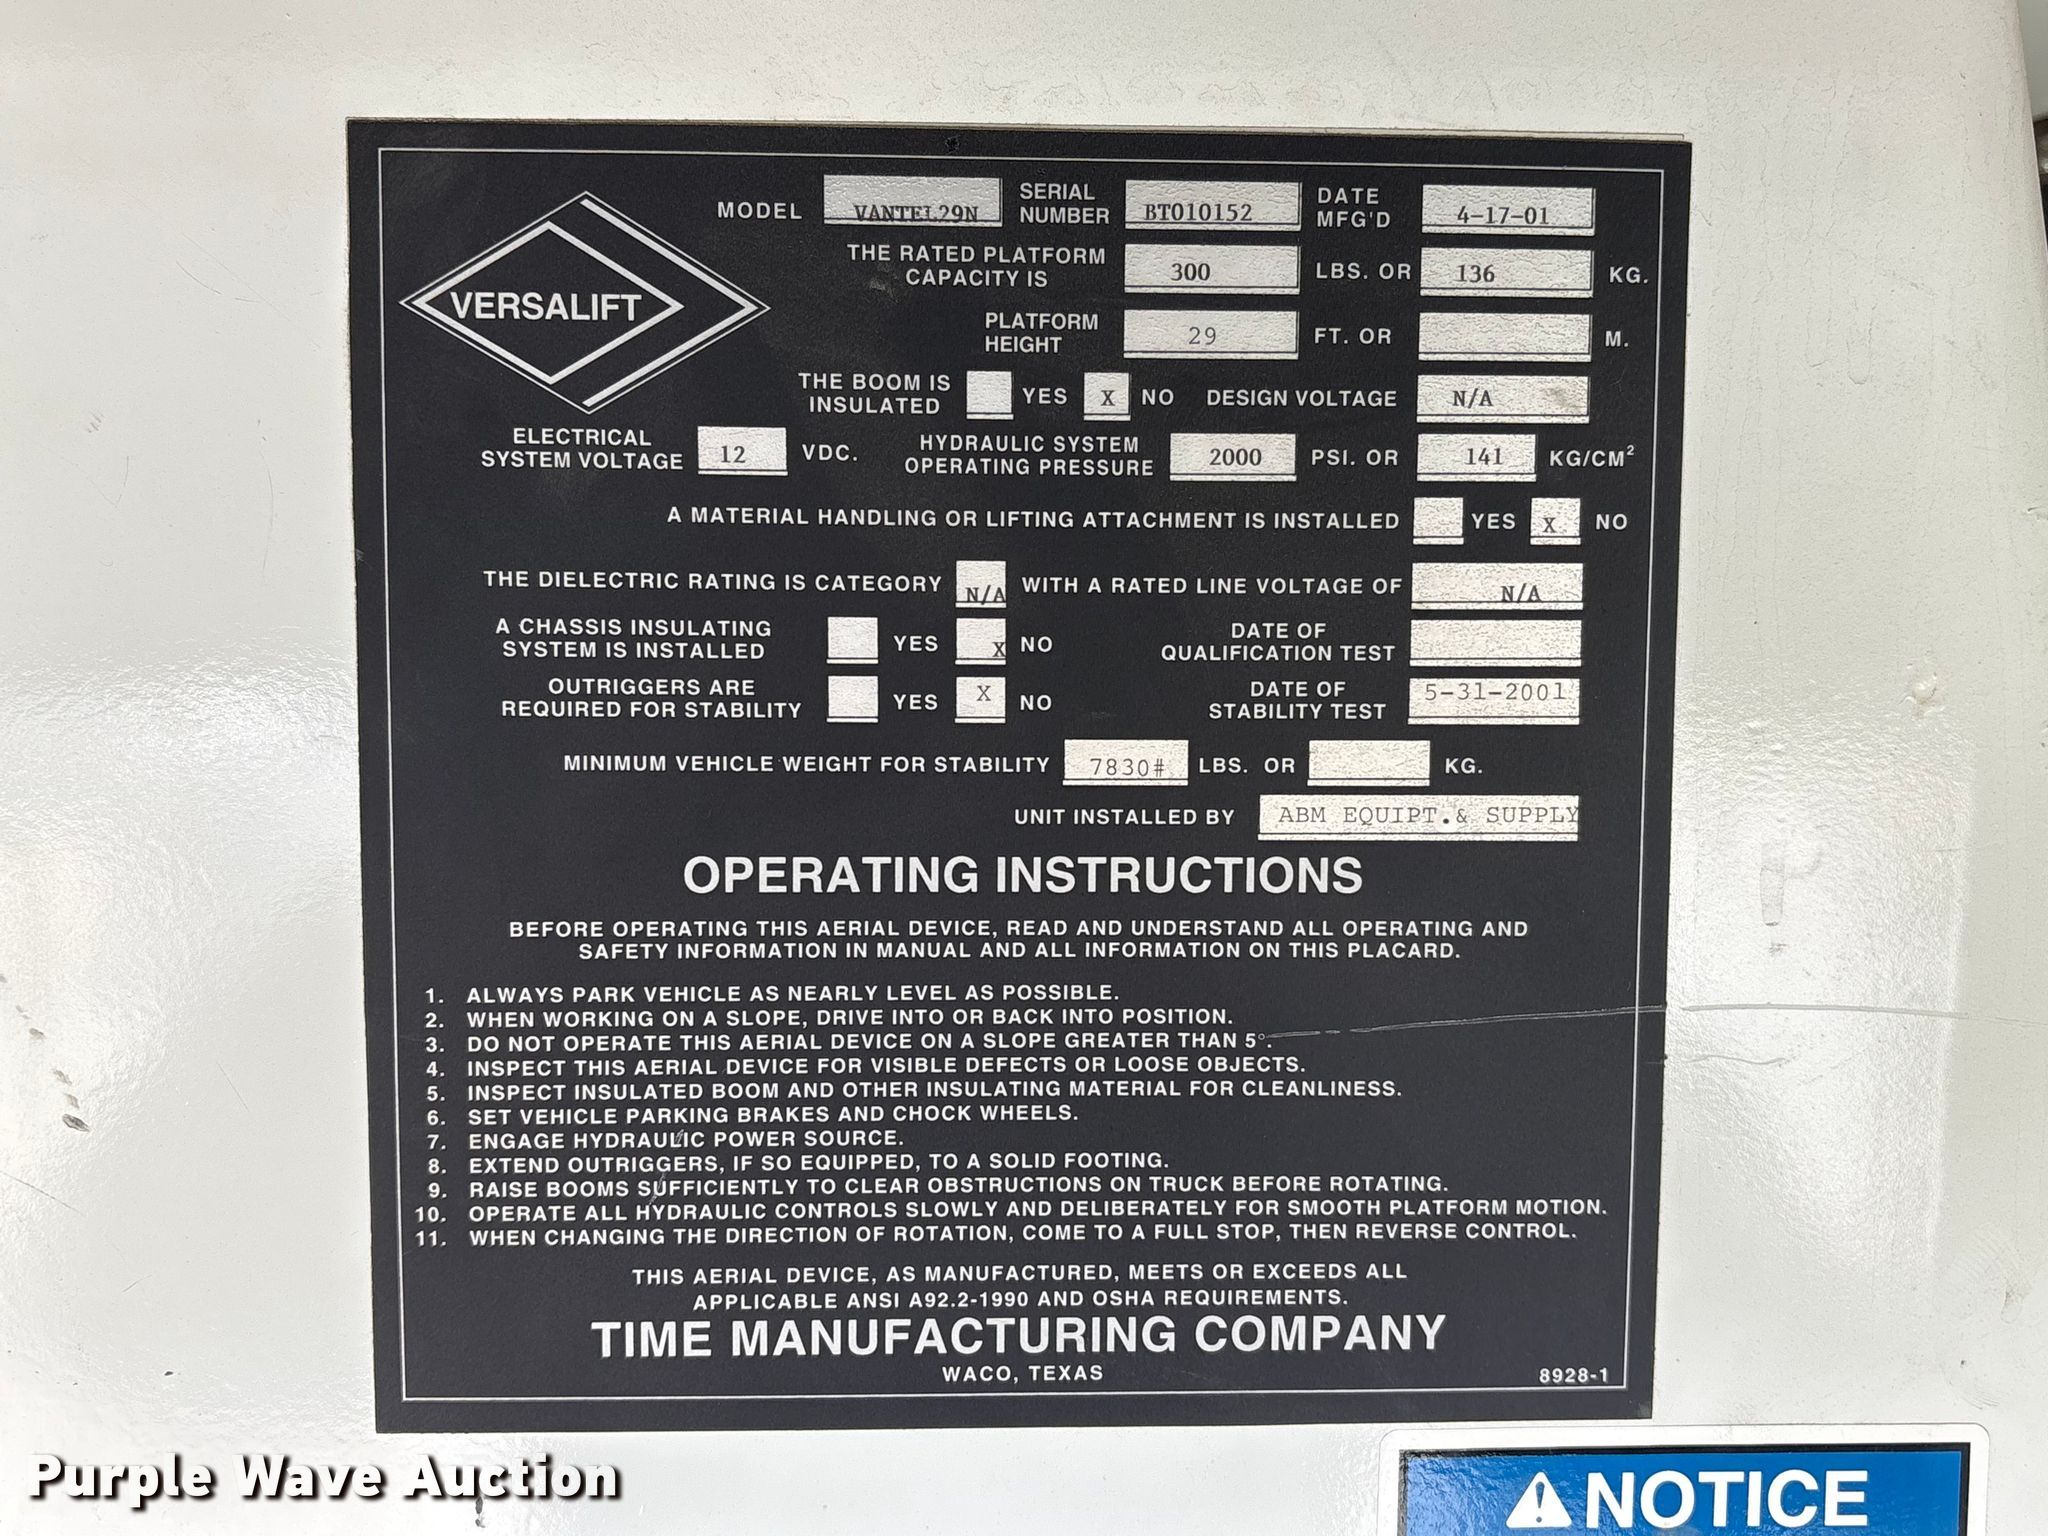 MODEL VANTEL29N SERIAL NUMBER BT010152 DATE MFG'D 4-17-01
VERSALIFT
THE RATED PLATFORM CAPACITY IS 300 LBS. OR 136 KG.
PLATFORM HEIGHT 29 FT. OR M.
THE BOOM IS INSULATED YES X NO DESIGN VOLTAGE N/A
ELECTRICAL SYSTEM VOLTAGE 12 VDC. HYDRAULIC SYSTEM OPERATING PRESSURE 2000 PSI. OR 141 KG/CM²
A MATERIAL HANDLING OR LIFTING ATTACHMENT IS INSTALLED YES X NO
THE DIELECTRIC RATING IS CATEGORY N/A WITH A RATED LINE VOLTAGE OF N/A
A CHASSIS INSULATING SYSTEM IS INSTALLED YES X NO DATE OF QUALIFICATION TEST
OUTRIGGERS ARE REQUIRED FOR STABILITY YES X NO DATE OF STABILITY TEST 5-31-2001
MINIMUM VEHICLE WEIGHT FOR STABILITY 7830# LBS. OR KG.
UNIT INSTALLED BY ABM EQUIPT.& SUPPLY
OPERATING INSTRUCTIONS
BEFORE OPERATING THIS AERIAL DEVICE, READ AND UNDERSTAND ALL OPERATING AND
SAFETY INFORMATION IN MANUAL AND ALL INFORMATION ON THIS PLACARD.
1. ALWAYS PARK VEHICLE AS NEARLY LEVEL AS POSSIBLE.
2. WHEN WORKING ON A SLOPE, DRIVE INTO OR BACK INTO POSITION.
3. DO NOT OPERATE THIS AERIAL DEVICE ON A SLOPE GREATER THAN 5°.
4. INSPECT THIS AERIAL DEVICE FOR VISIBLE DEFECTS OR LOOSE OBJECTS.
5. INSPECT INSULATED BOOM AND OTHER INSULATING MATERIAL FOR CLEANLINESS.
6. SET VEHICLE PARKING BRAKES AND CHOCK WHEELS.
7. ENGAGE HYDRAULIC POWER SOURCE.
8. EXTEND OUTRIGGERS, IF SO EQUIPPED, TO A SOLID FOOTING.
9. RAISE BOOMS SUFFICIENTLY TO CLEAR OBSTRUCTIONS ON TRUCK BEFORE ROTATING.
10. OPERATE ALL HYDRAULIC CONTROLS SLOWLY AND DELIBERATELY FOR SMOOTH PLATFORM MOTION.
11. WHEN CHANGING THE DIRECTION OF ROTATION, COME TO A FULL STOP, THEN REVERSE CONTROL.
THIS AERIAL DEVICE, AS MANUFACTURED, MEETS OR EXCEEDS ALL
APPLICABLE ANSI A92.2-1990 AND OSHA REQUIREMENTS.
TIME MANUFACTURING COMPANY
WACO, TEXAS
8928-1
Purple Wave Auction
NOTICE